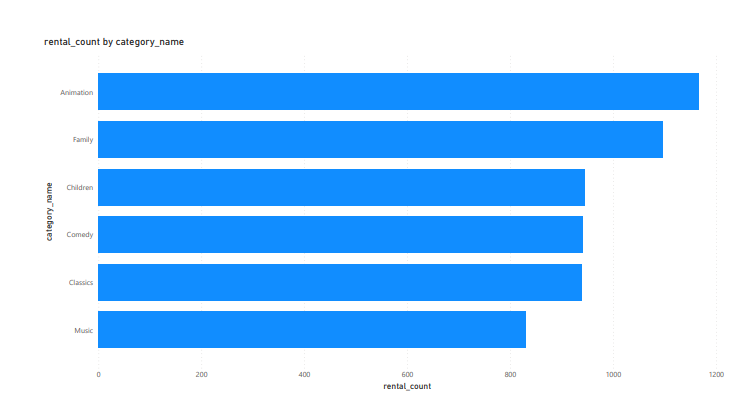 rental_count by category_name
category_name
Animation
Family
Children
Comedy
Classics
Music
0 200 400 600 800 1000 1200
rental_count